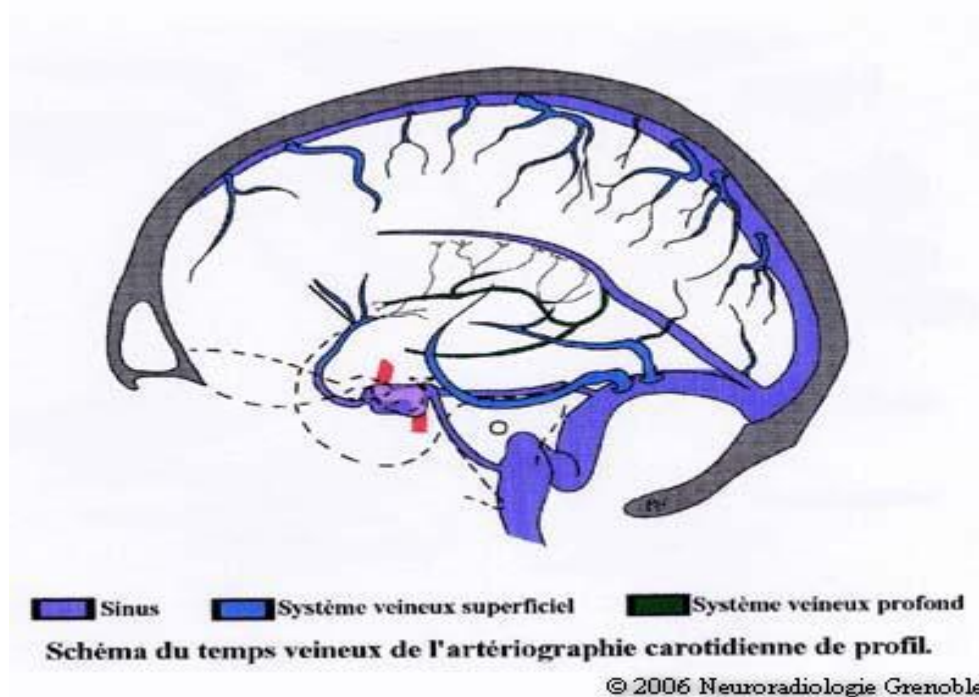 Sinus
Système veineux superficiel
Système veineux profond
Schéma du temps veineux de l'artériographie carotidienne de profil.
© 2006 Neuroradiologie Grenoble